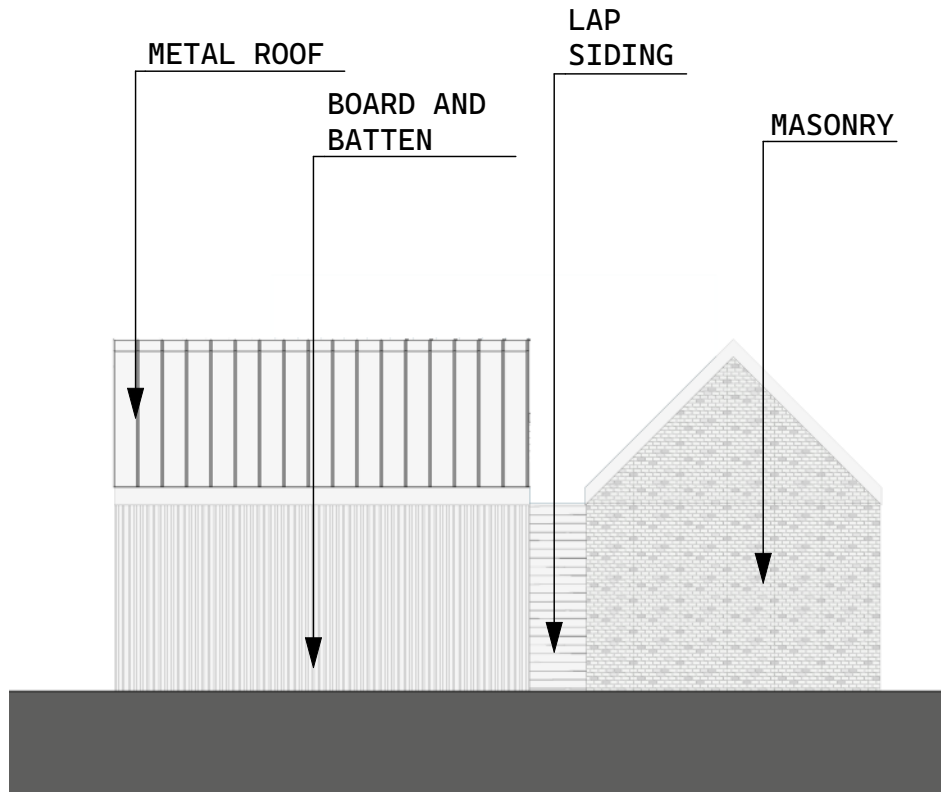 METAL ROOF
BOARD AND
BATTEN
LAP
SIDING
MASONRY